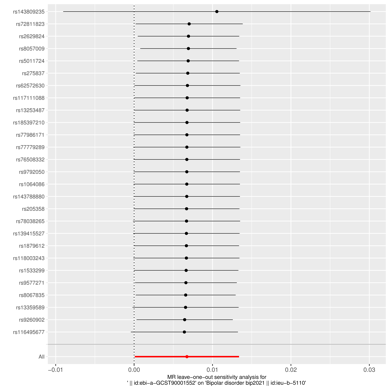 rs143809235
rs72811823
rs2629824
rs8057009
rs5011724
rs275837
rs62572630
rs117111088
rs13253487
rs185397210
rs77986171
rs77779289
rs76508332
rs9792050
rs1064086
rs143788880
rs205358
rs78038265
rs139415527
rs1879612
rs116003243
rs1533299
rs9577271
rs8067835
rs13359589
rs9260902
rs116495677
All
−0.01 0.00 0.01 0.02 0.03
MR leave−one−out sensitivity analysis for
' || id:ebi−a−GCST90001552' on 'Bipolar disorder bip2021 || id:ieu−b−5110'